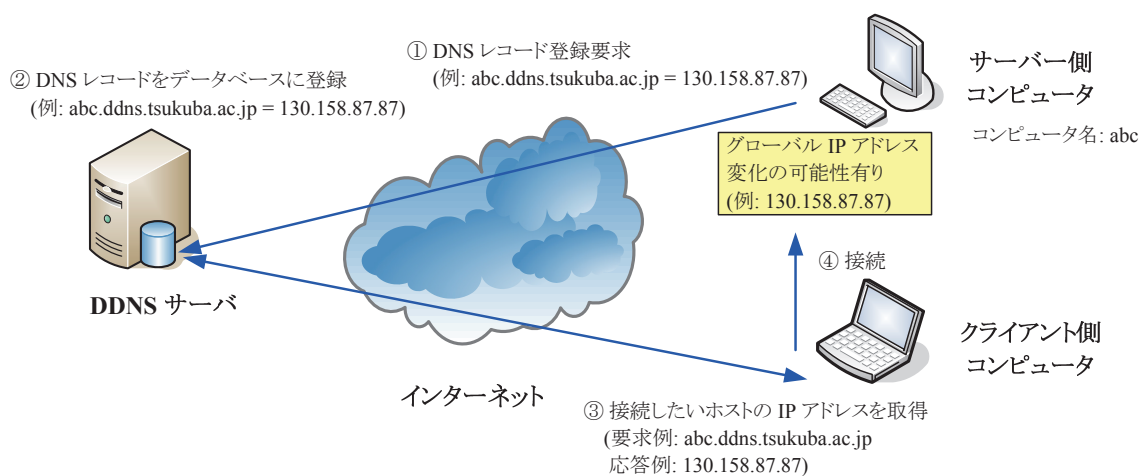 ① DNS レコード登録要求
(例: abc.ddns.tsukuba.ac.jp = 130.158.87.87)
② DNS レコードをデータベースに登録
(例: abc.ddns.tsukuba.ac.jp = 130.158.87.87)
サーバー側
コンピュータ
コンピュータ名: abc
グローバル IP アドレス
変化の可能性有り
(例: 130.158.87.87)
④ 接続
DDNS サーバ
クライアント側
コンピュータ
インターネット
③ 接続したいホストの IP アドレスを取得
(要求例: abc.ddns.tsukuba.ac.jp
応答例: 130.158.87.87)